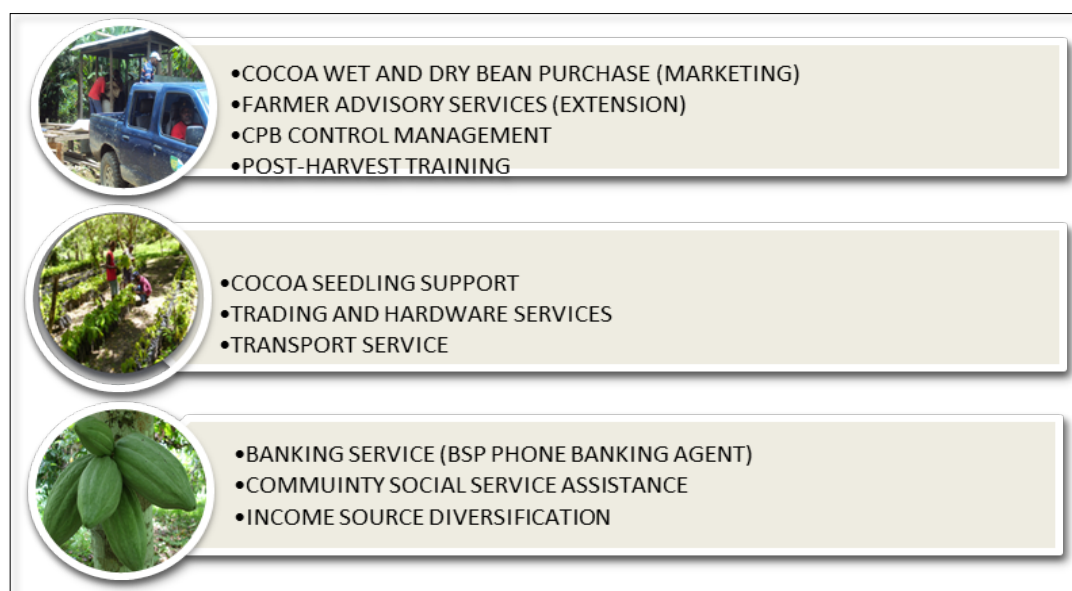 •COCOA WET AND DRY BEAN PURCHASE (MARKETING)
•FARMER ADVISORY SERVICES (EXTENSION)
•CPB CONTROL MANAGEMENT
•POST-HARVEST TRAINING
•COCOA SEEDLING SUPPORT
•TRADING AND HARDWARE SERVICES
•TRANSPORT SERVICE
•BANKING SERVICE (BSP PHONE BANKING AGENT)
•COMMUINTY SOCIAL SERVICE ASSISTANCE
•INCOME SOURCE DIVERSIFICATION